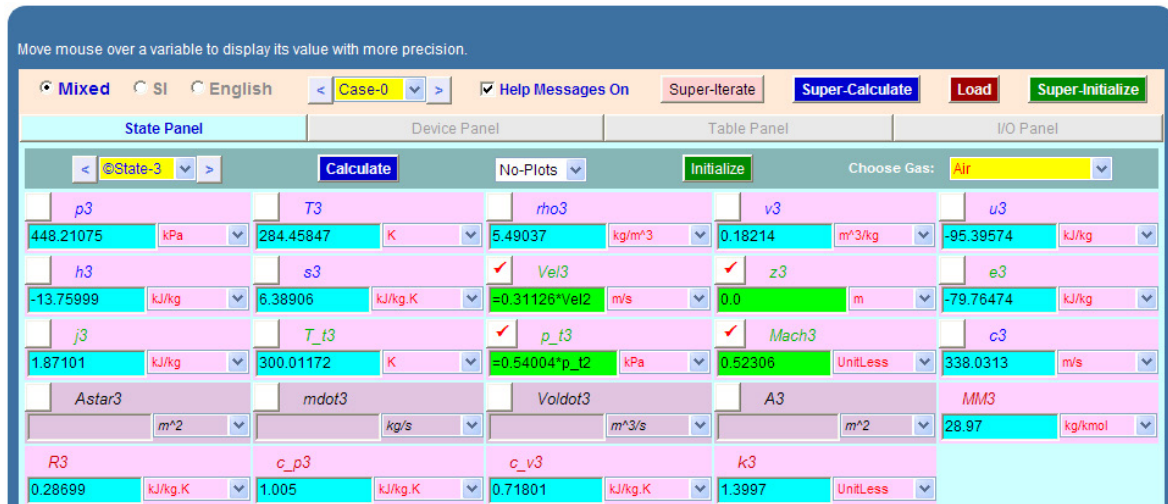 Move mouse over a variable to display its value with more precision.
Mixed SI English < Case-0 > Help Messages On Super-Iterate Super-Calculate Load Super-Initialize
State Panel Device Panel Table Panel I/O Panel
< ©State-3 > Calculate No-Plots Initialize Choose Gas: Air
p3 T3 rho3 v3 u3
448.21075 kPa 284.45847 K 5.49037 kg/m^3 0.18214 m^3/kg -95.39574 kJ/kg
h3 s3 Vel3 z3 e3
-13.75999 kJ/kg 6.38906 kJ/kg.K =0.31126*Vel2 m/s 0.0 m -79.76474 kJ/kg
j3 T_t3 p_t3 Mach3 c3
1.87101 kJ/kg 300.01172 K =0.54004*p_t2 kPa 0.52306 UnitLess 338.0313 m/s
Astar3 mdot3 Voldot3 A3 MM3
m^2 kg/s m^3/s m^2 28.97 kg/kmol
R3 c_p3 c_v3 k3
0.28699 kJ/kg.K 1.005 kJ/kg.K 0.71801 kJ/kg.K 1.3997 UnitLess